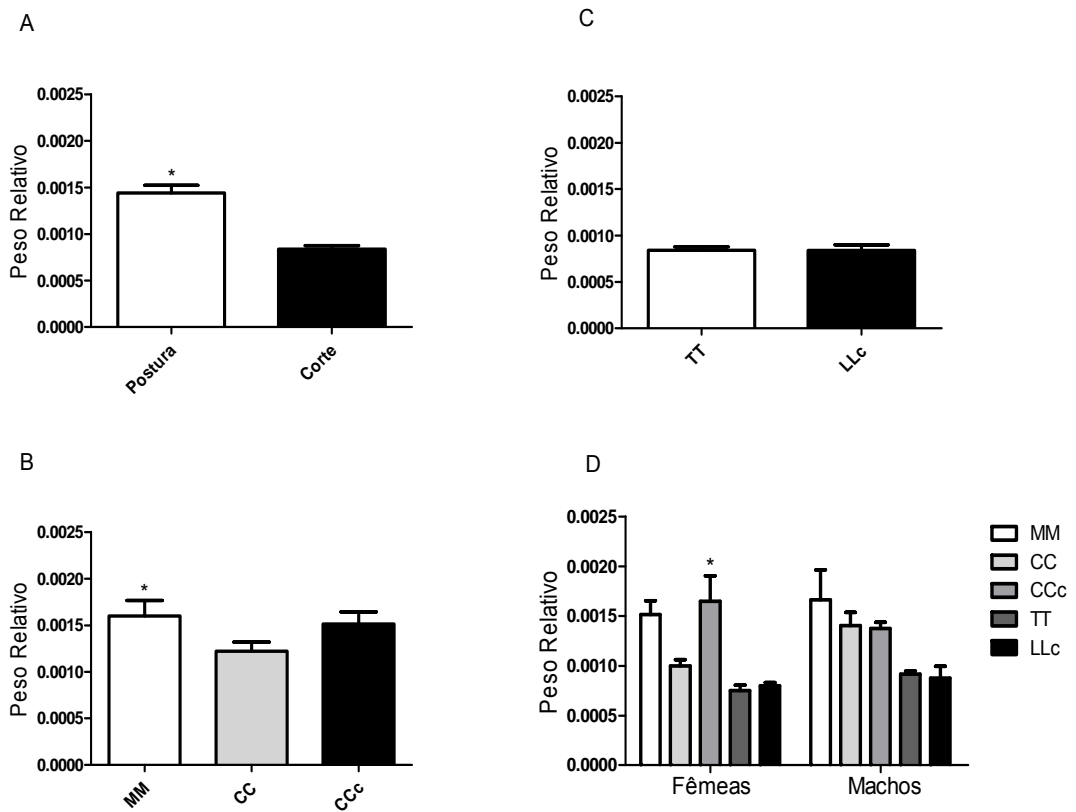 A
Peso Relativo
0.0025
0.0020
0.0015
0.0010
0.0005
0.0000
*
Postura
Corte
C
Peso Relativo
0.0025
0.0020
0.0015
0.0010
0.0005
0.0000
TT
LLc
B
Peso Relativo
0.0025
0.0020
0.0015
0.0010
0.0005
0.0000
*
MM
CC
CCc
D
Peso Relativo
0.0025
0.0020
0.0015
0.0010
0.0005
0.0000
*
Fêmeas
Machos
MM
CC
CCc
TT
LLc